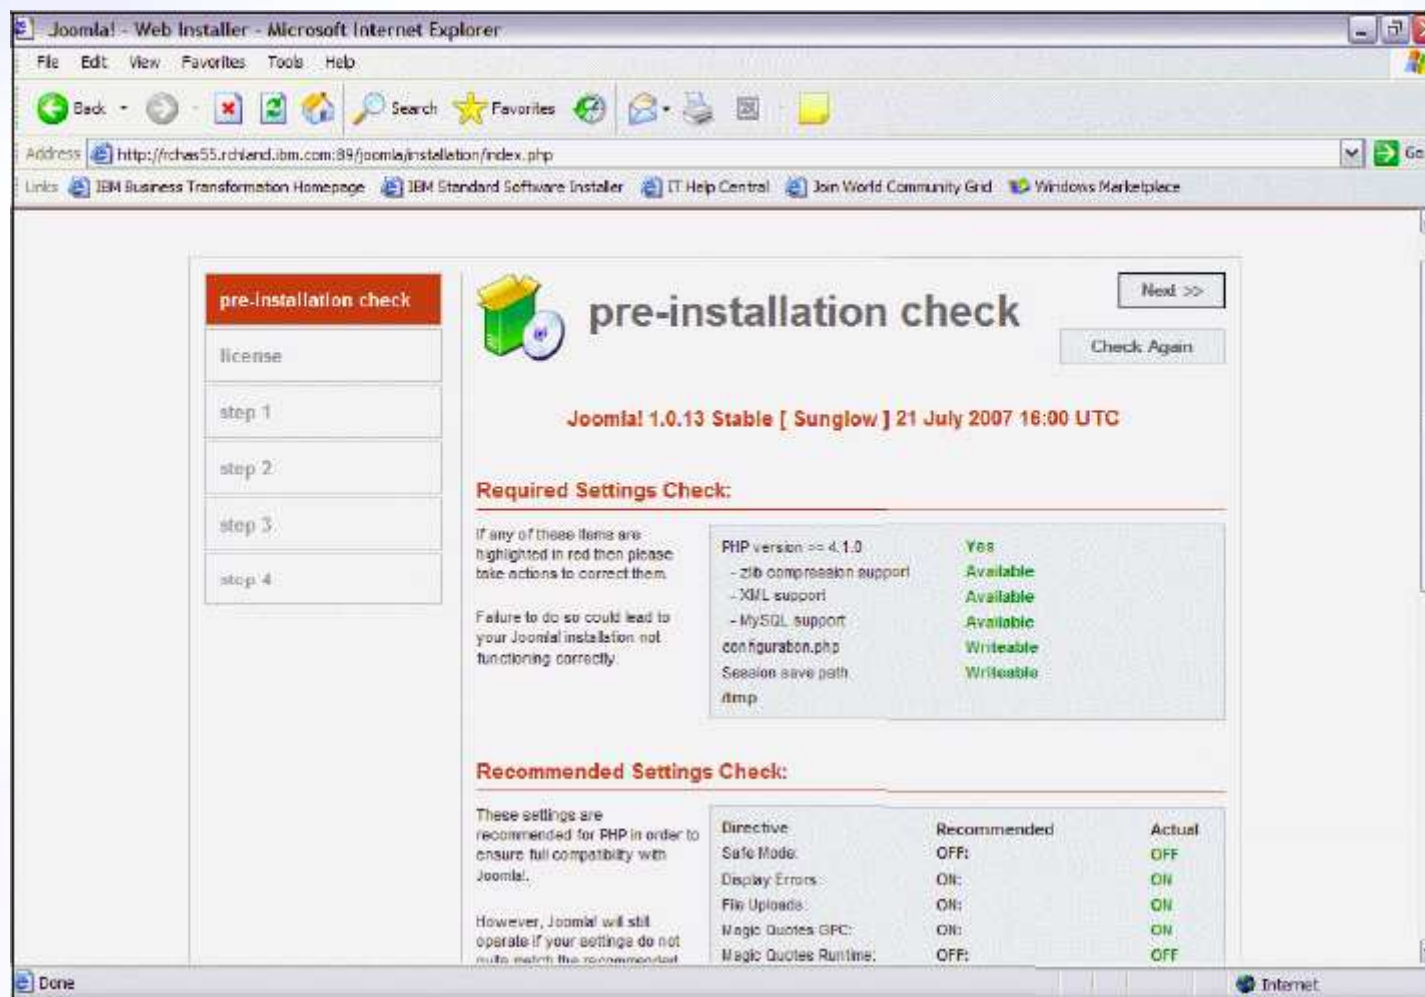 Joomla! - Web Installer - Microsoft Internet Explorer
File Edit View Favorites Tools Help
Back Search Favorites
Address http://rchas55.rchland.ibm.com:89/joomla/installation/index.php Go
Links IBM Business Transformation Homepage IBM Standard Software Installer IT Help Central Join World Community Grid Windows Marketplace
pre-installation check
license
step 1
step 2
step 3
step 4
pre-installation check
Next >>
Check Again
Joomla! 1.0.13 Stable [ Sunglow ] 21 July 2007 16:00 UTC
Required Settings Check:
If any of these items are
highlighted in red then please
take actions to correct them.
Failure to do so could lead to
your Joomla! installation not
functioning correctly.
PHP version >= 4.1.0 Yes
- zlib compression support Available
- XML support Available
- MySQL support Available
configuration.php Writeable
Session save path Writeable
/tmp
Recommended Settings Check:
These settings are
recommended for PHP in order to
ensure full compatibility with
Joomla!.
However, Joomla! will still
operate if your settings do not
quite match the recommended
Directive Recommended Actual
Safe Mode: OFF: OFF
Display Errors: ON: ON
File Uploads: ON: ON
Magic Quotes GPC: ON: ON
Magic Quotes Runtime: OFF: OFF
Done Internet